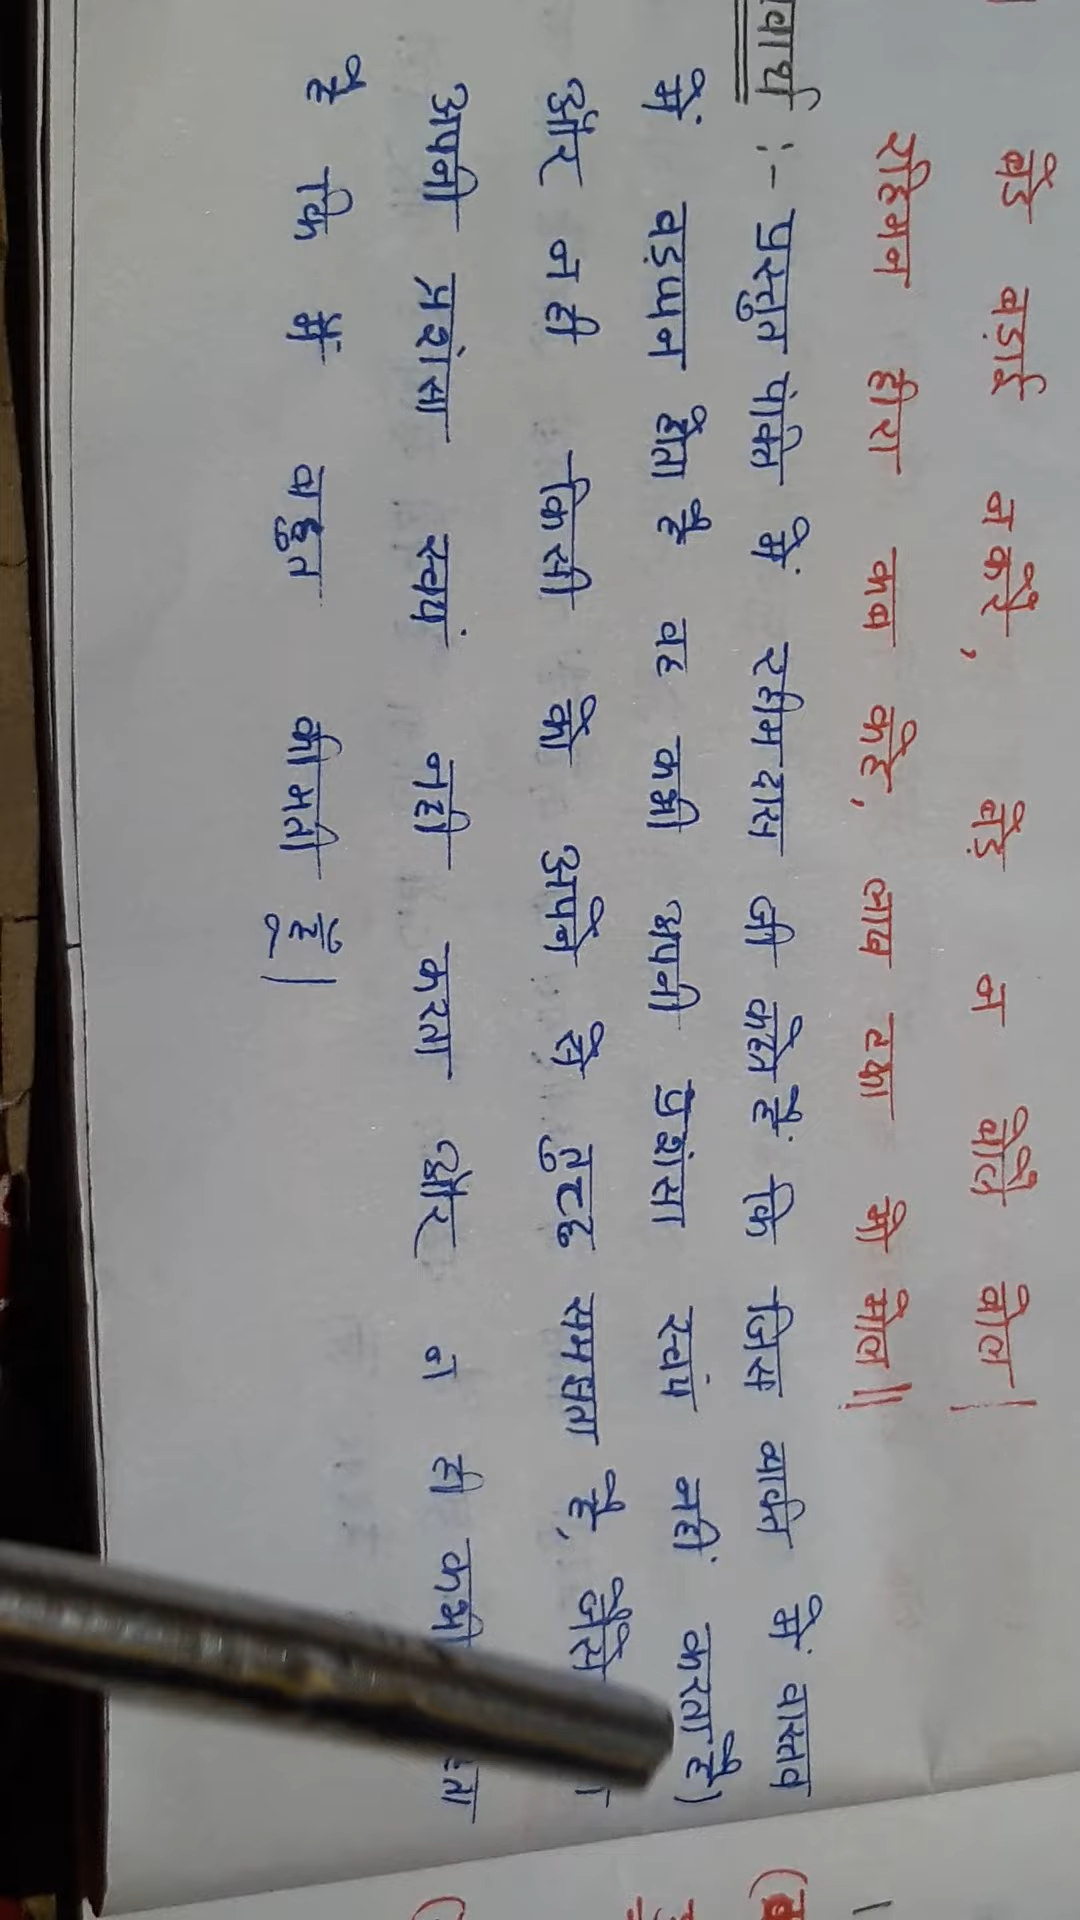 बड़े बड़ाई न करै, बड़े न बोलै बोल।
रहिमन हीरा कब कहै, लाख टका मो मोल॥
वार्थ :- प्रस्तुत पंक्ति में रहीमदास जी कहते हैं कि जिस व्यक्ति में वास्तव
में बड़प्पन होता है वह कभी अपनी प्रशंसा स्वंय नहीं करता है।
और न ही किसी को अपने से तुच्छ समझता है, जैसे
अपनी प्रशंसा स्वयं नही करता और न ही कभी
है कि मैं बहुत कीमती हूँ।